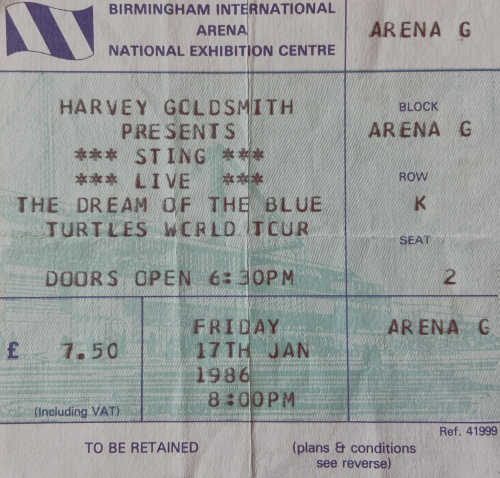 BIRMINGHAM INTERNATIONAL
ARENA
NATIONAL EXHIBITION CENTRE
ARENA G
HARVEY GOLDSMITH
PRESENTS
*** STING ***
*** LIVE ***
THE DREAM OF THE BLUE
TURTLES WORLD TOUR
DOORS OPEN 6:30PM
BLOCK
ARENA G
ROW
K
SEAT
2
£ 7.50
(Including VAT)
FRIDAY
17TH JAN
1986
8:00PM
ARENA G
Ref. 41999
TO BE RETAINED
(plans & conditions
see reverse)